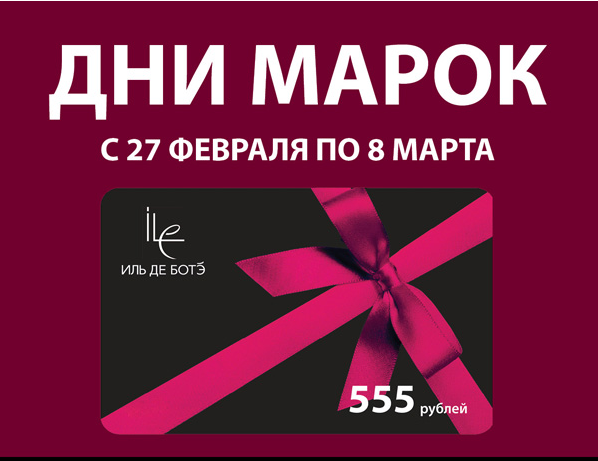 ДНИ МАРОК
С 27 ФЕВРАЛЯ ПО 8 МАРТА
iLe
ИЛЬ ДЕ БОТЭ
555 рублей